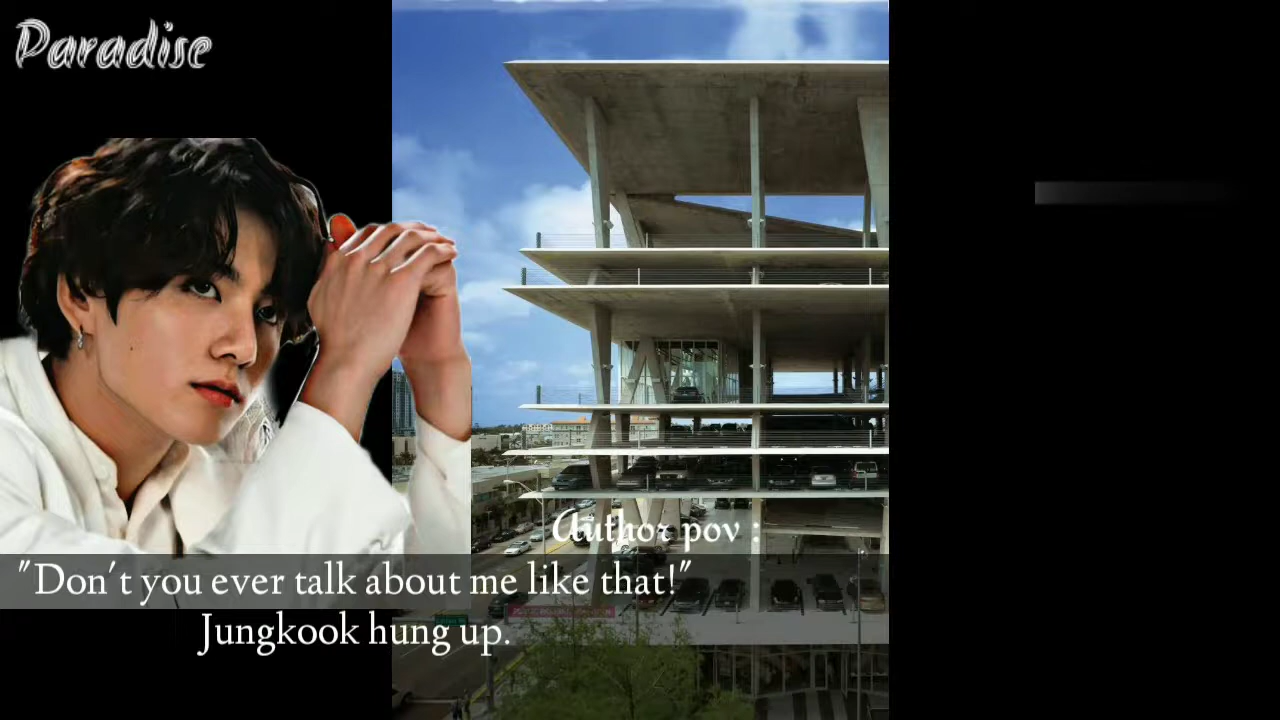 Paradise
Author pov :
"Don't you ever talk about me like that!"
Jungkook hung up.